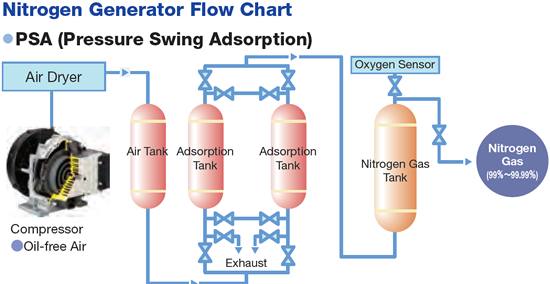 Nitrogen Generator Flow Chart
PSA (Pressure Swing Adsorption)
Air Dryer
Oxygen Sensor
Air Tank
Adsorption
Tank
Adsorption
Tank
Nitrogen Gas
Tank
Nitrogen
Gas
(99%~99.99%)
Compressor
Oil-free Air
Exhaust